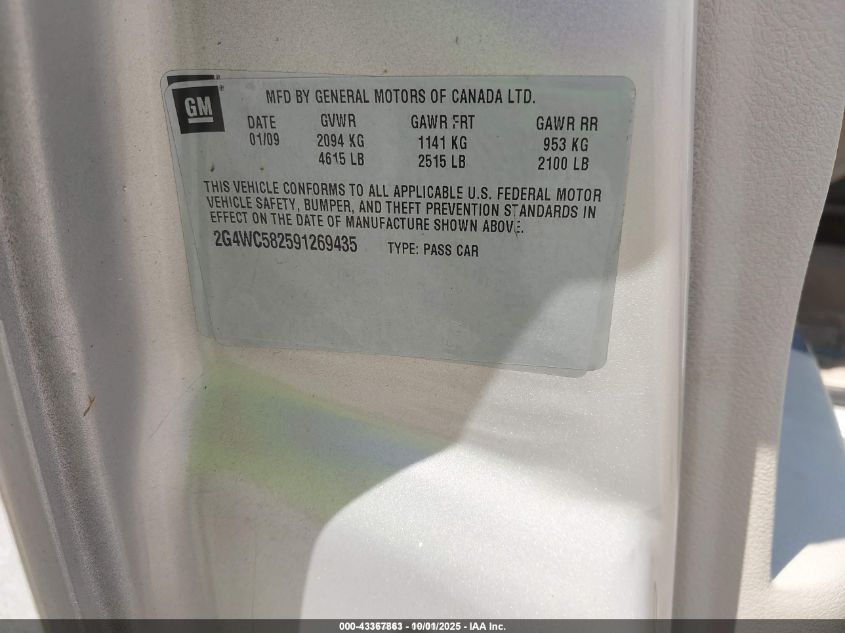 GM
MFD BY GENERAL MOTORS OF CANADA LTD.
DATE GVWR GAWR FRT GAWR RR
01/09 2094 KG 1141 KG 953 KG
4615 LB 2515 LB 2100 LB
THIS VEHICLE CONFORMS TO ALL APPLICABLE U.S. FEDERAL MOTOR
VEHICLE SAFETY, BUMPER, AND THEFT PREVENTION STANDARDS IN
EFFECT ON THE DATE OF MANUFACTURE SHOWN ABOVE.
2G4WC582591269435 TYPE: PASS CAR
000-43367863 - 10/01/2025 - IAA Inc.